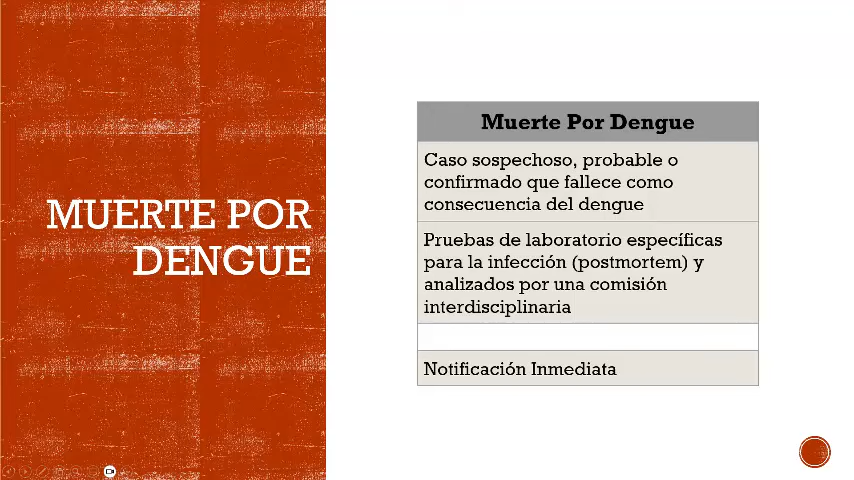 MUERTE POR
DENGUE
Muerte Por Dengue
Caso sospechoso, probable o
confirmado que fallece como
consecuencia del dengue
Pruebas de laboratorio específicas
para la infección (postmortem) y
analizados por una comisión
interdisciplinaria
Notificación Inmediata